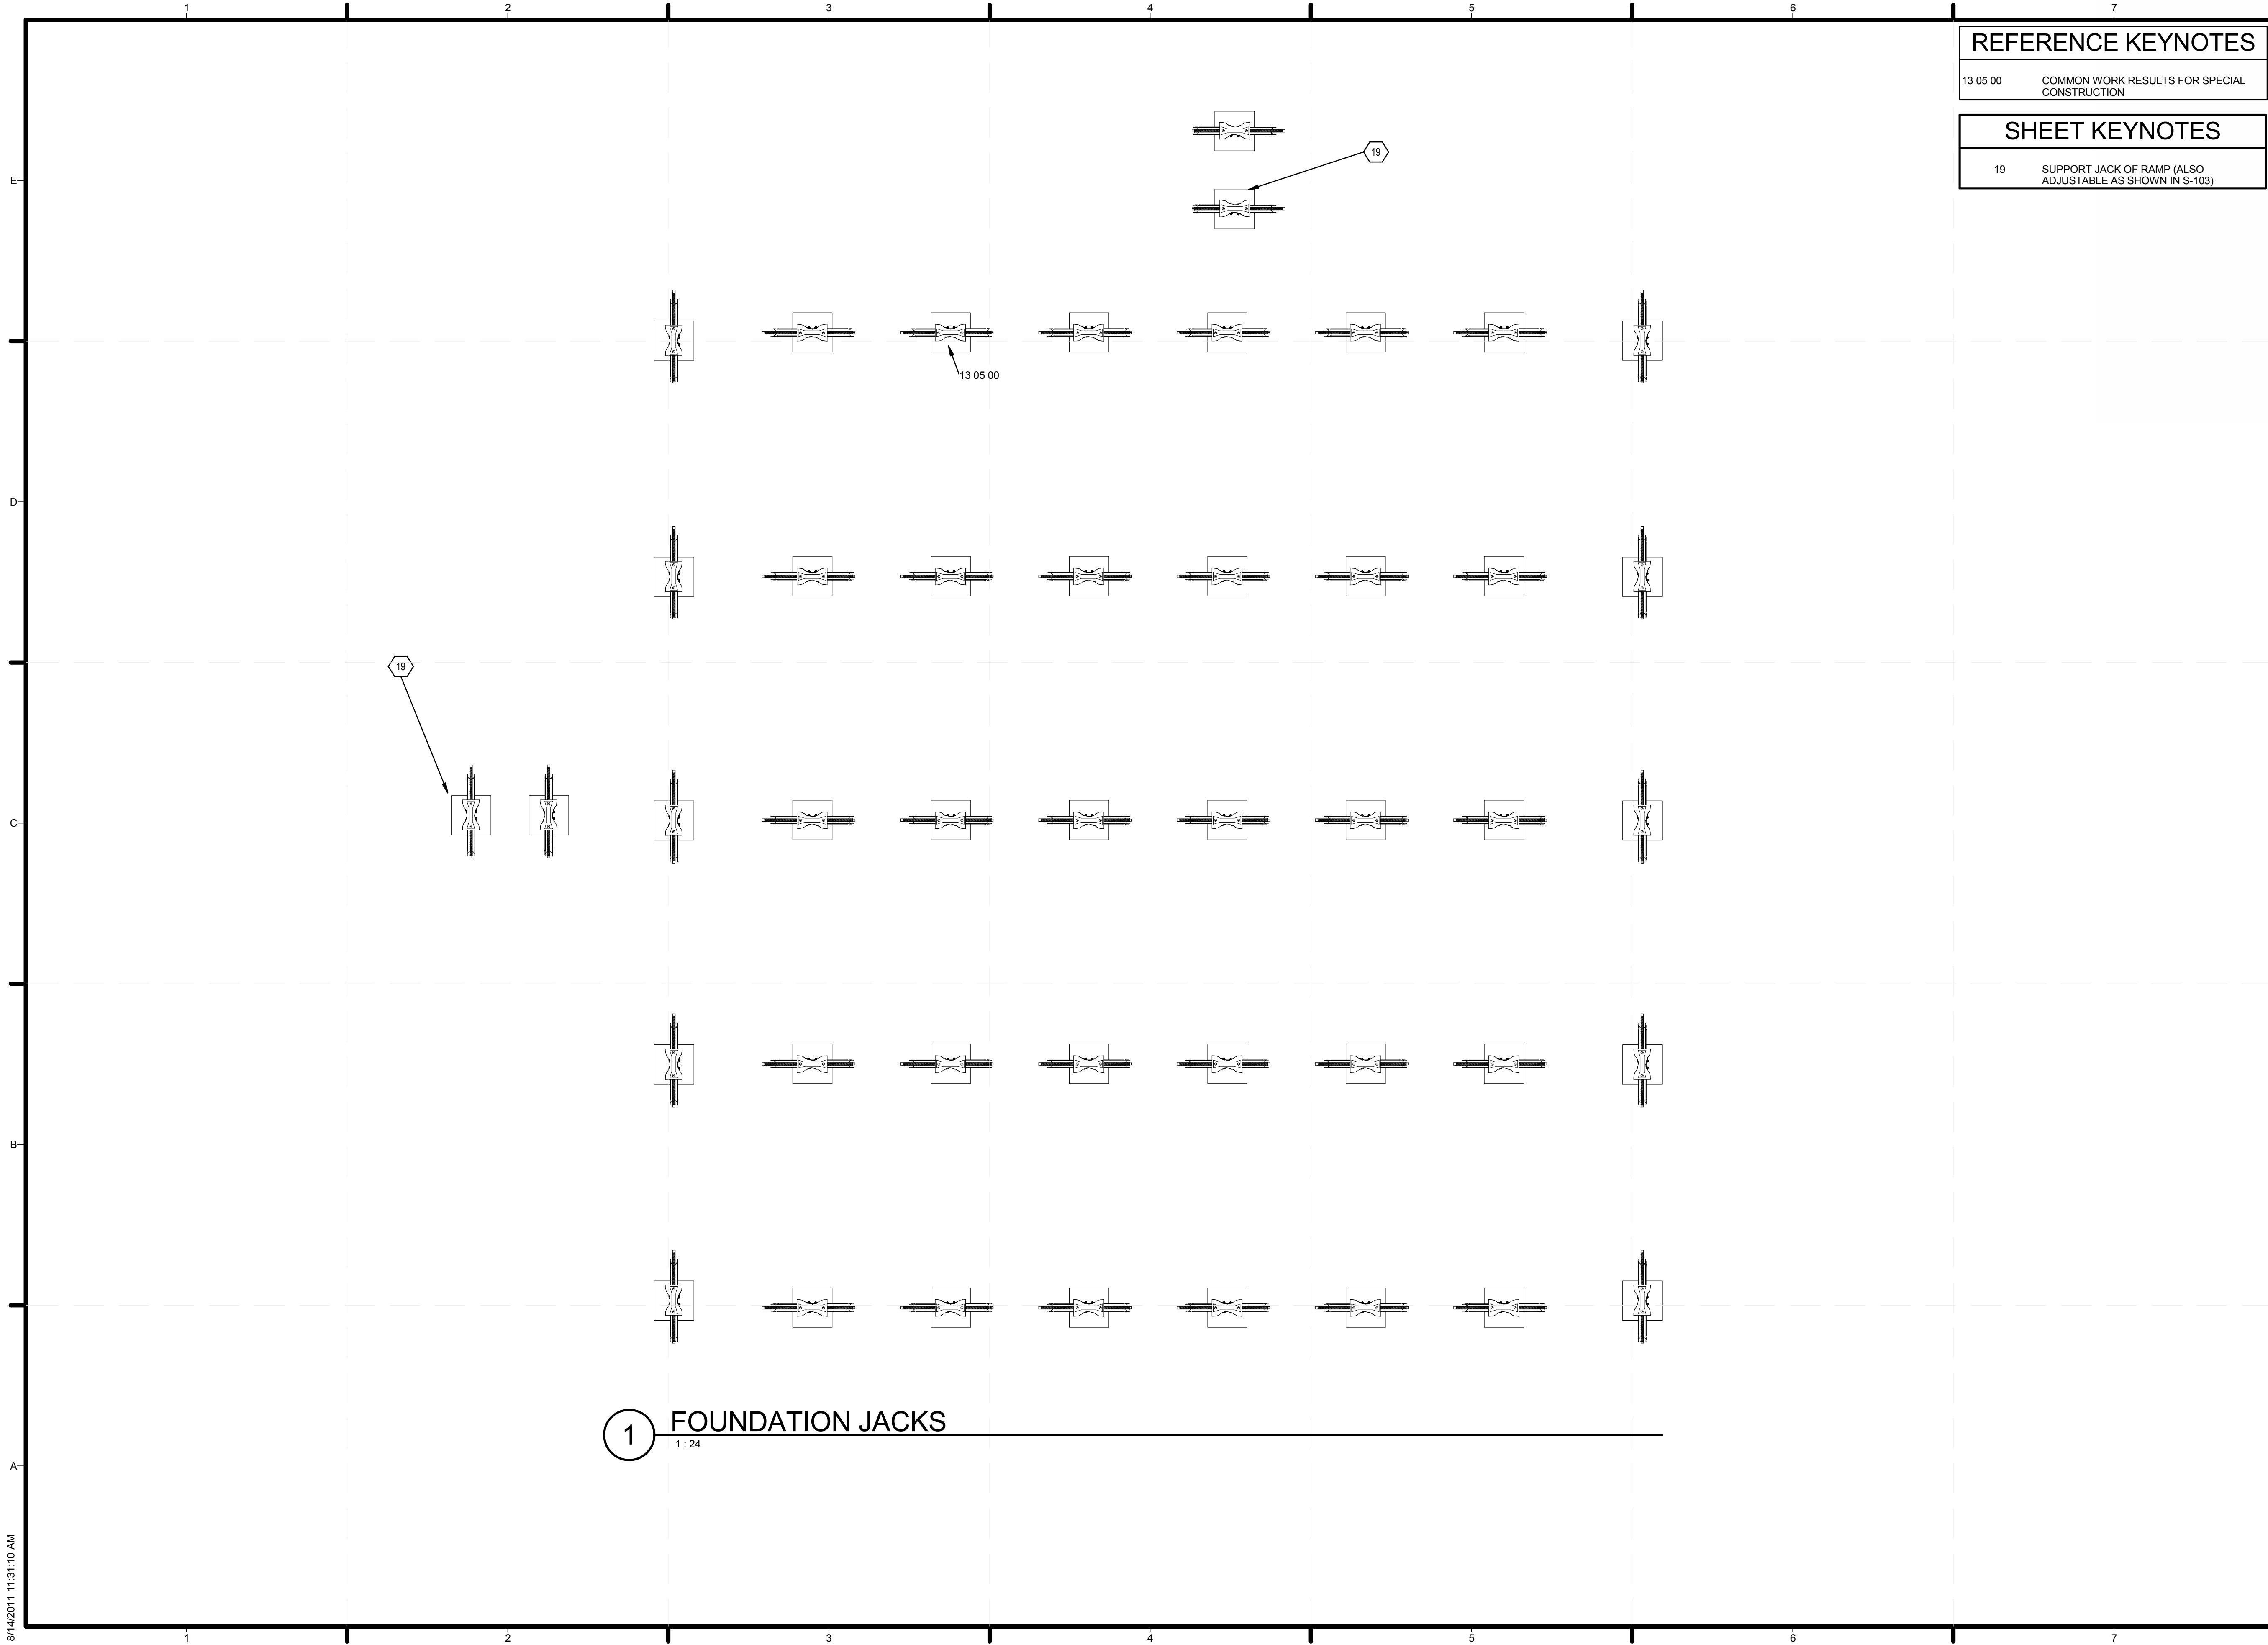 1 2 3 4 5 6 7
REFERENCE KEYNOTES
13 05 00 COMMON WORK RESULTS FOR SPECIAL
CONSTRUCTION
SHEET KEYNOTES
19 SUPPORT JACK OF RAMP (ALSO
ADJUSTABLE AS SHOWN IN S-103)
19
E
13 05 00
D
19
C
B
1 FOUNDATION JACKS
1 : 24
A
8/14/2011 11:31:10 AM
1 2 3 4 5 6 7